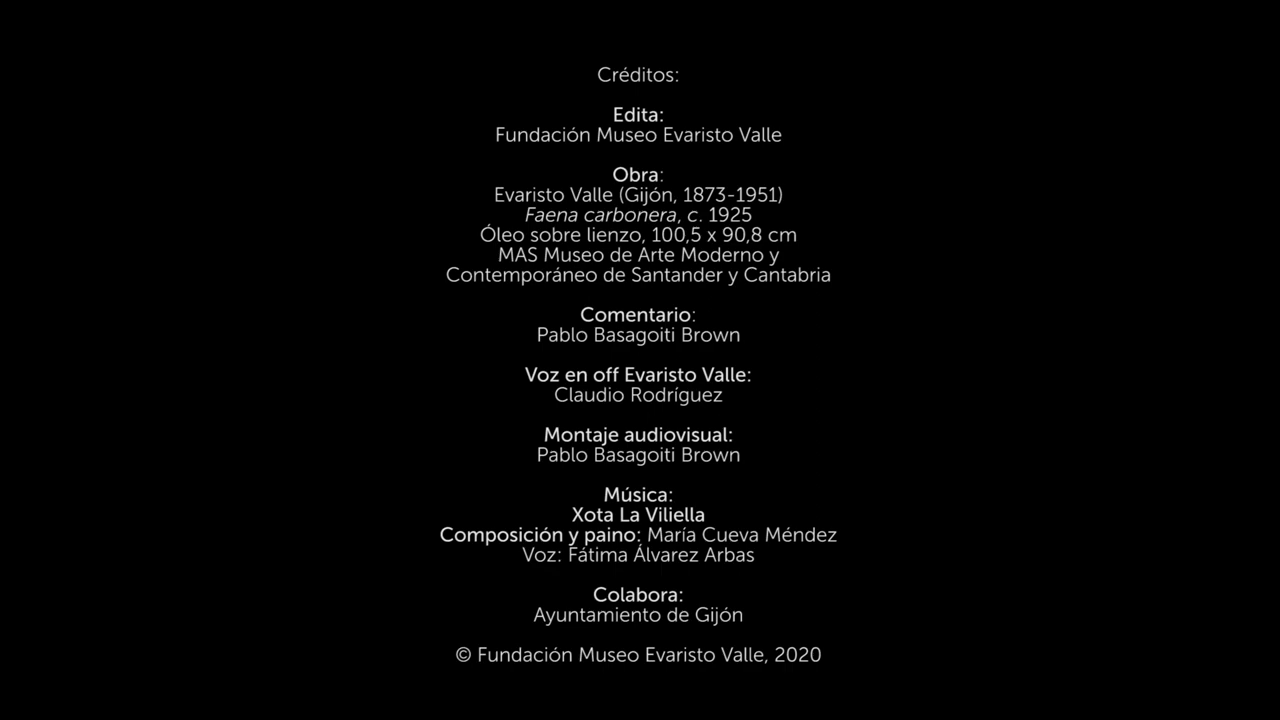 Créditos:
Edita:
Fundación Museo Evaristo Valle
Obra:
Evaristo Valle (Gijón, 1873-1951)
Faena carbonera, c. 1925
Óleo sobre lienzo, 100,5 x 90,8 cm
MAS Museo de Arte Moderno y
Contemporáneo de Santander y Cantabria
Comentario:
Pablo Basagoiti Brown
Voz en off Evaristo Valle:
Claudio Rodríguez
Montaje audiovisual:
Pablo Basagoiti Brown
Música:
Xota La Viliella
Composición y paino: María Cueva Méndez
Voz: Fátima Álvarez Arbas
Colabora:
Ayuntamiento de Gijón
© Fundación Museo Evaristo Valle, 2020